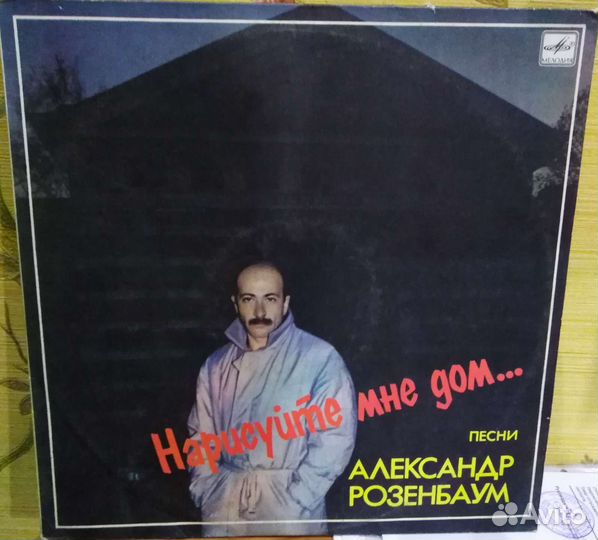 МЕЛОДИЯ
Нарисуйте мне дом...
ПЕСНИ
АЛЕКСАНДР
РОЗЕНБАУМ
Avito